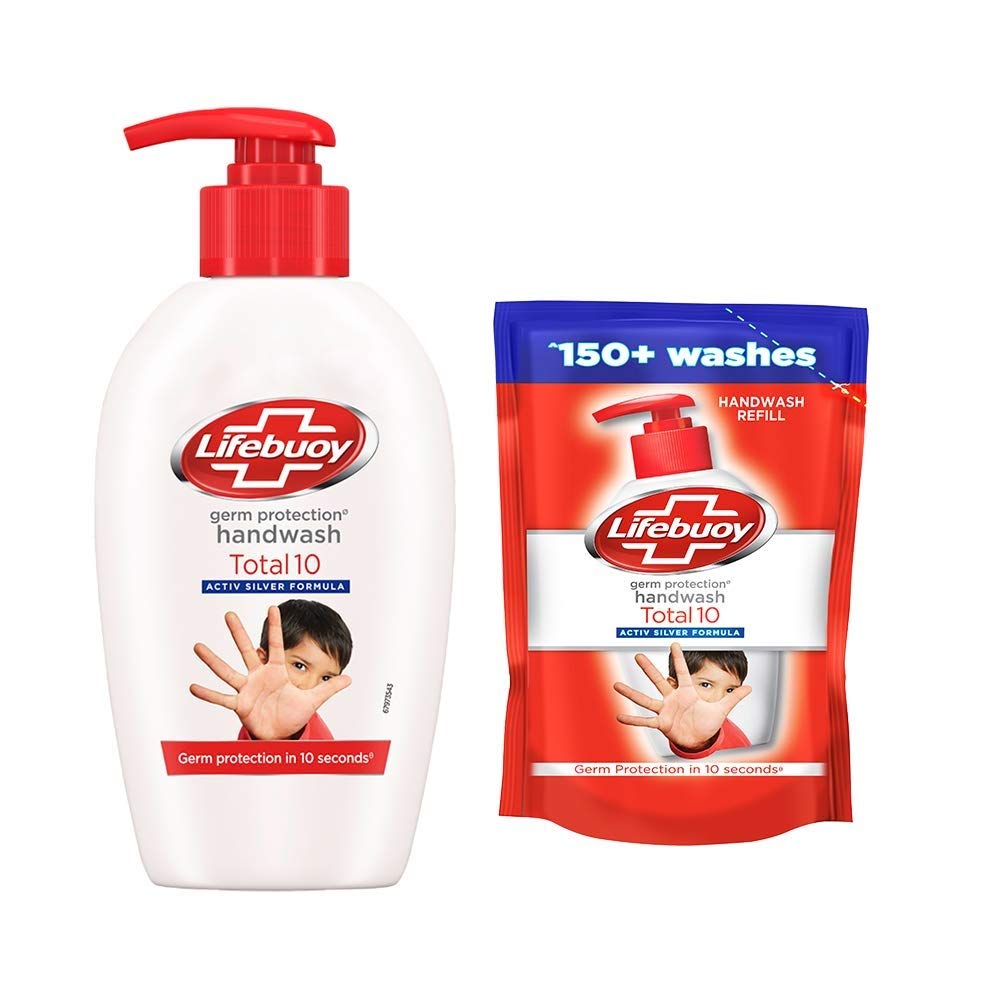 Lifebuoy
germ protection®
handwash
Total 10
ACTIV SILVER FORMULA
67973543
Germ protection in 10 seconds@
^150+ washes
HANDWASH
REFILL
Lifebuoy
germ protection®
handwash
Total 10
ACTIV SILVER FORMULA
Germ Protection in 10 seconds@